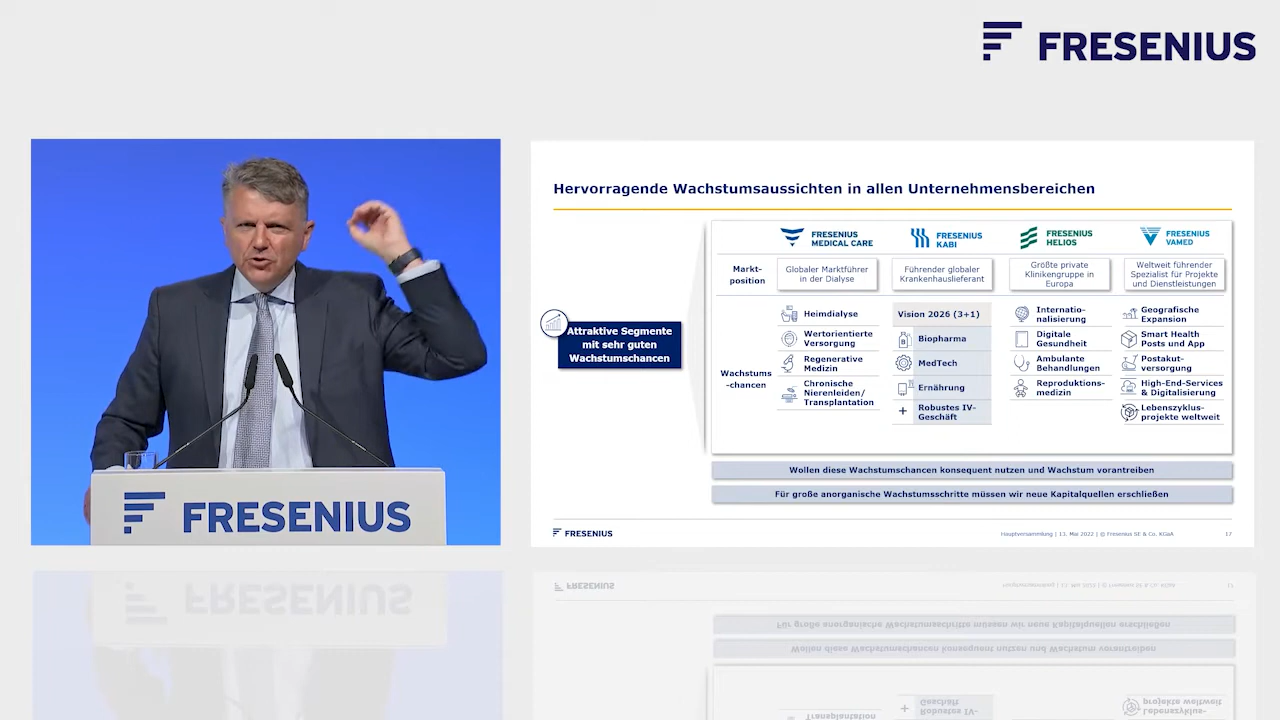 FRESENIUS
FRESENIUS
Hervorragende Wachstumsaussichten in allen Unternehmensbereichen
Attraktive Segmente
mit sehr guten
Wachstumschancen
FRESENIUS
MEDICAL CARE
FRESENIUS
KABI
FRESENIUS
HELIOS
FRESENIUS
VAMED
Markt-
position
Globaler Marktführer
in der Dialyse
Führender globaler
Krankenhauslieferant
Größte private
Klinikengruppe in
Europa
Weltweit führender
Spezialist für Projekte
und Dienstleistungen
Wachstums
-chancen
Heimdialyse
Wertorientierte
Versorgung
Regenerative
Medizin
Chronische
Nierenleiden/
Transplantation
Vision 2026 (3+1)
Biopharma
MedTech
Ernährung
+ Robustes IV-
Geschäft
Internatio-
nalisierung
Digitale
Gesundheit
Ambulante
Behandlungen
Reproduktions-
medizin
Geografische
Expansion
Smart Health
Posts und App
Postakut-
versorgung
High-End-Services
& Digitalisierung
Lebenszyklus-
projekte weltweit
Wollen diese Wachstumschancen konsequent nutzen und Wachstum vorantreiben
Für große anorganische Wachstumsschritte müssen wir neue Kapitalquellen erschließen
FRESENIUS
Hauptversammlung | 13. Mai 2022 | © Fresenius SE & Co. KGaA
17